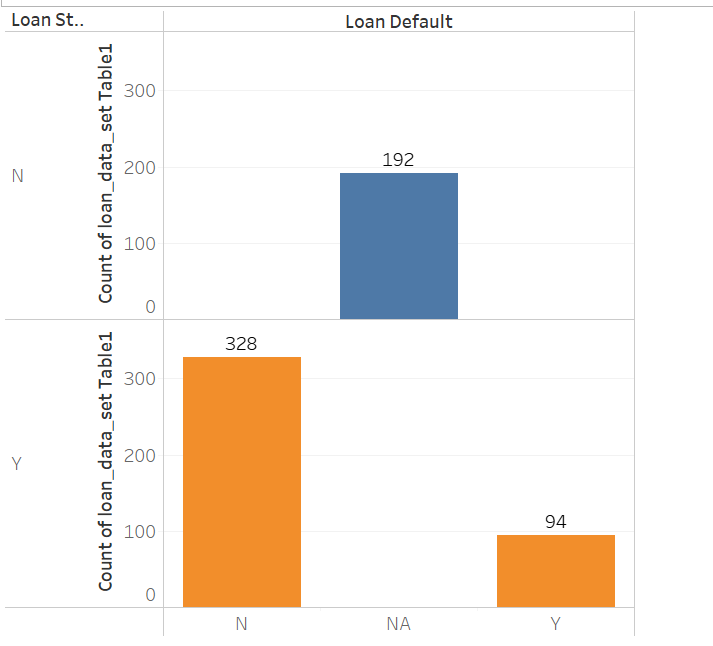 Loan St..
Loan Default
Count of loan_data_set Table1
300
200
100
0
N
192
Count of loan_data_set Table1
300
200
100
0
Y
328
94
N
NA
Y